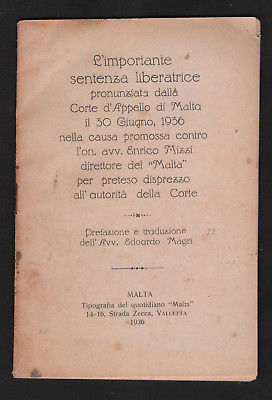 L'importante
sentenza liberatrice
pronunziata dalla
Corte d'Appello di Malta
il 30 Giugno, 1936
nella causa promossa contro
l'on. avv. Enrico Mizzi
direttore del "Malta"
per preteso disprezzo
all'autorità della Corte
Prefazione e traduzione
dell'Avv. Edoardo Magri
MALTA
Tipografia del quotidiano "Malta"
14-16, Strada Zecca, VALLETTA
1936